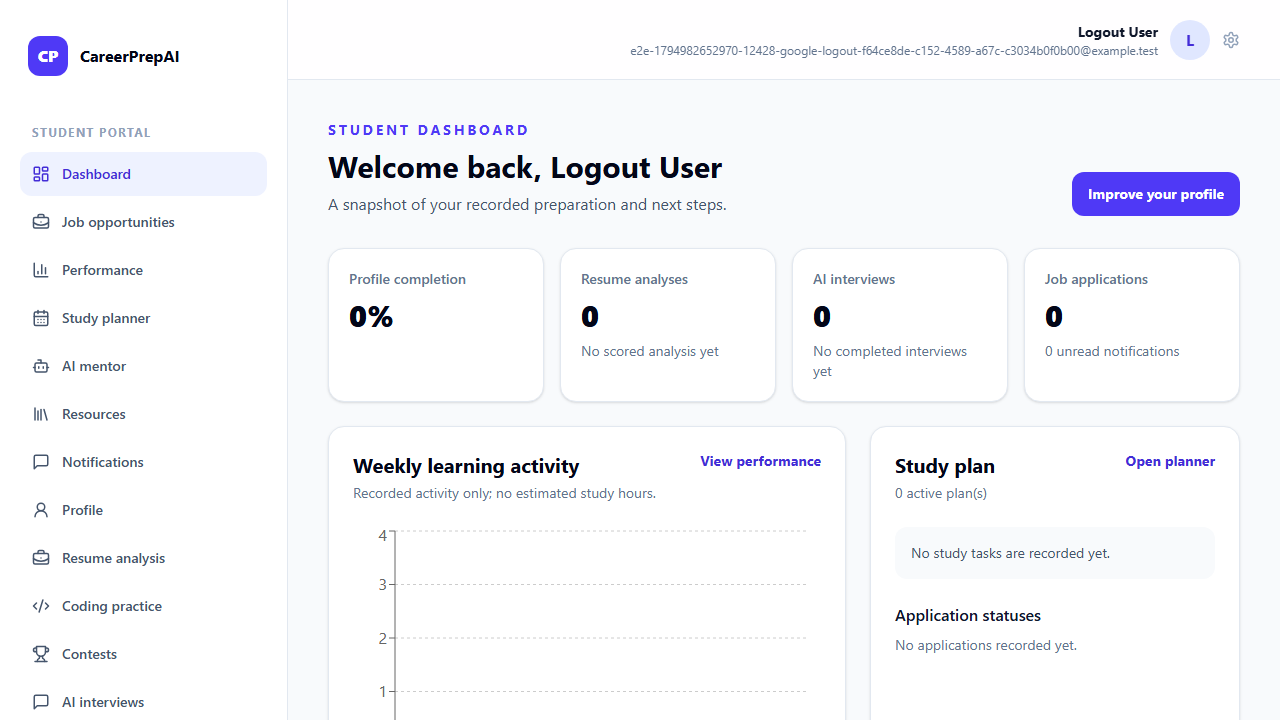 CP
CareerPrepAI
STUDENT PORTAL
Dashboard
Job opportunities
Performance
Study planner
AI mentor
Resources
Notifications
Profile
Resume analysis
Coding practice
Contests
AI interviews
Logout User
e2e-1794982652970-12428-google-logout-f64ce8de-c152-4589-a67c-c3034b0f0b00@example.test
L
STUDENT DASHBOARD
Welcome back, Logout User
A snapshot of your recorded preparation and next steps.
Improve your profile
Profile completion
0%
Resume analyses
0
No scored analysis yet
AI interviews
0
No completed interviews
yet
Job applications
0
0 unread notifications
Weekly learning activity
View performance
Recorded activity only; no estimated study hours.
4
3
2
1
Study plan
Open planner
0 active plan(s)
No study tasks are recorded yet.
Application statuses
No applications recorded yet.